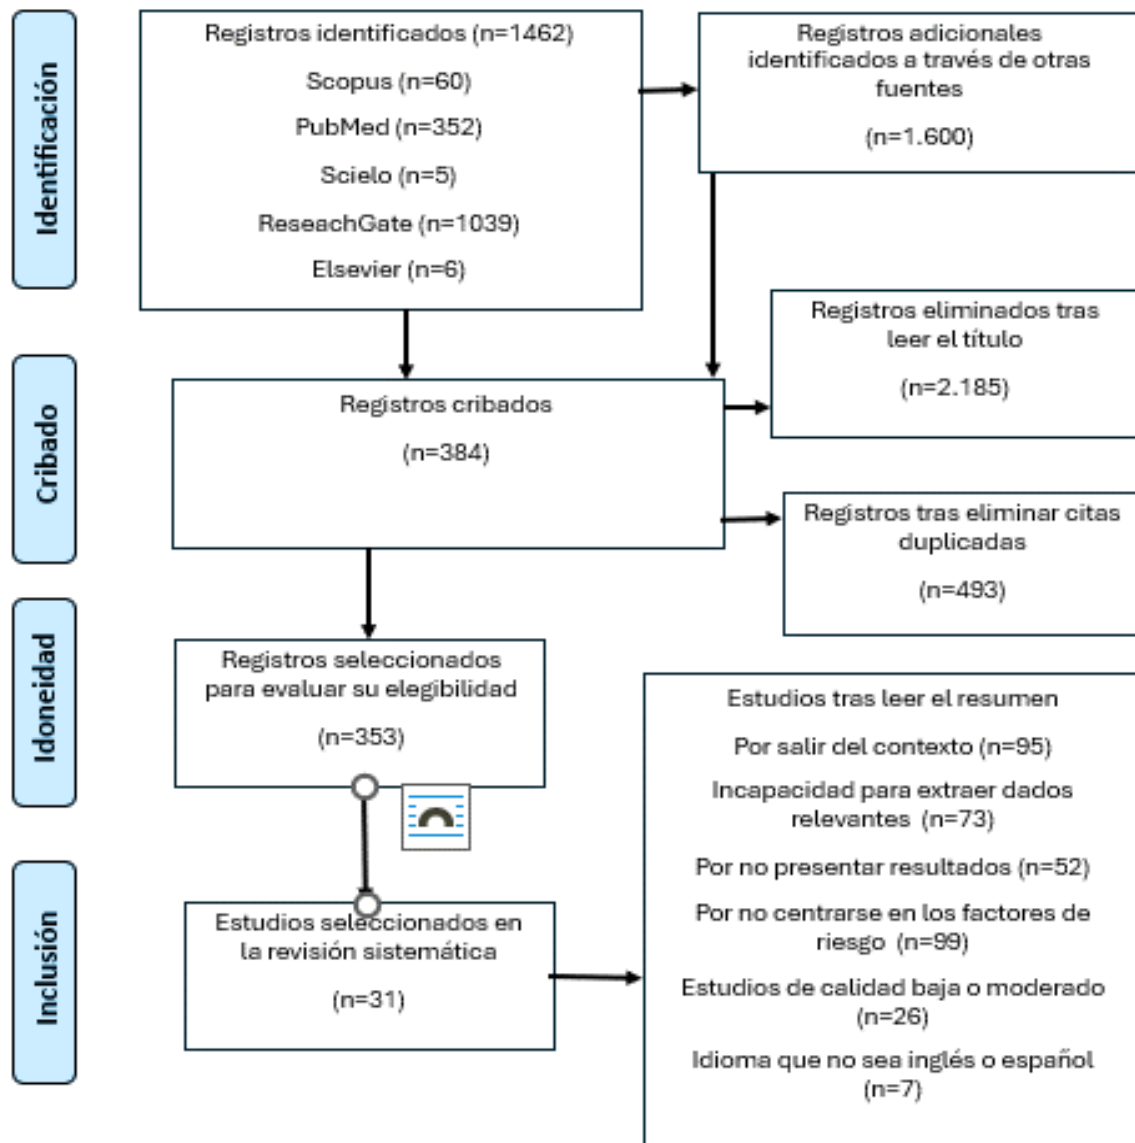 Identificación
Registros identificados (n=1462)
Scopus (n=60)
PubMed (n=352)
Scielo (n=5)
ReseachGate (n=1039)
Elsevier (n=6)
Registros adicionales
identificados a través de otras
fuentes
(n=1.600)
Cribado
Registros cribados
(n=384)
Registros eliminados tras
leer el título
(n=2.185)
Registros tras eliminar citas
duplicadas
(n=493)
Idoneidad
Registros seleccionados
para evaluar su elegibilidad
(n=353)
Inclusión
Estudios seleccionados en
la revisión sistemática
(n=31)
Estudios tras leer el resumen
Por salir del contexto (n=95)
Incapacidad para extraer dados
relevantes (n=73)
Por no presentar resultados (n=52)
Por no centrarse en los factores de
riesgo (n=99)
Estudios de calidad baja o moderado
(n=26)
Idioma que no sea inglés o español
(n=7)